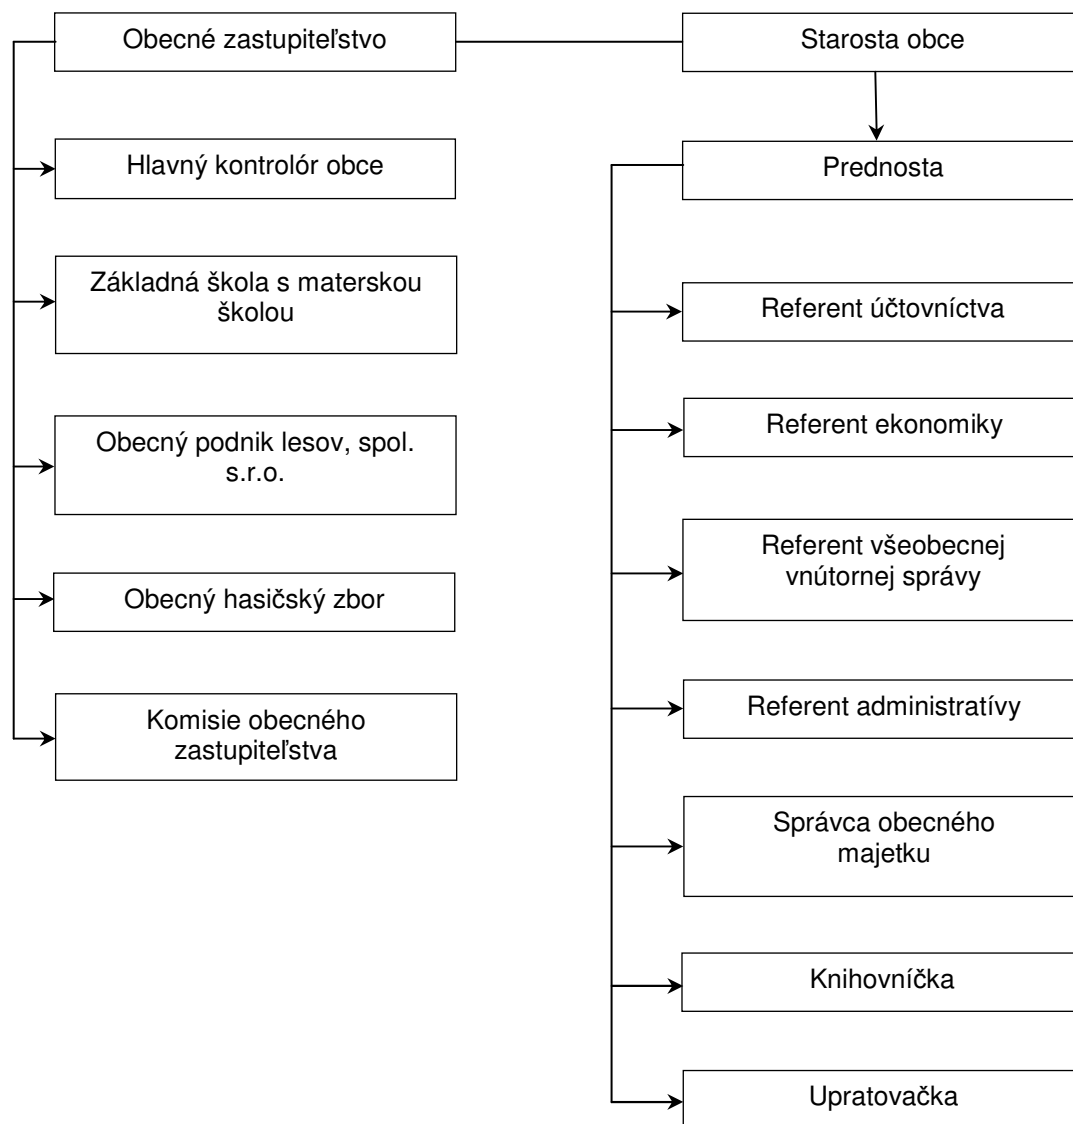 Obecné zastupiteľstvo
Starosta obce
Hlavný kontrolór obce
Prednosta
Základná škola s materskou
školou
Referent účtovníctva
Obecný podnik lesov, spol.
s.r.o.
Referent ekonomiky
Obecný hasičský zbor
Referent všeobecnej
vnútornej správy
Komisie obecného
zastupiteľstva
Referent administratívy
Správca obecného
majetku
Knihovníčka
Upratovačka